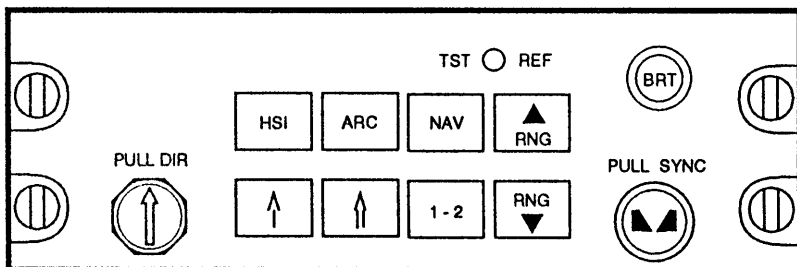 TST REF
BRT
HSI ARC NAV RNG
PULL DIR
PULL SYNC
1-2 RNG